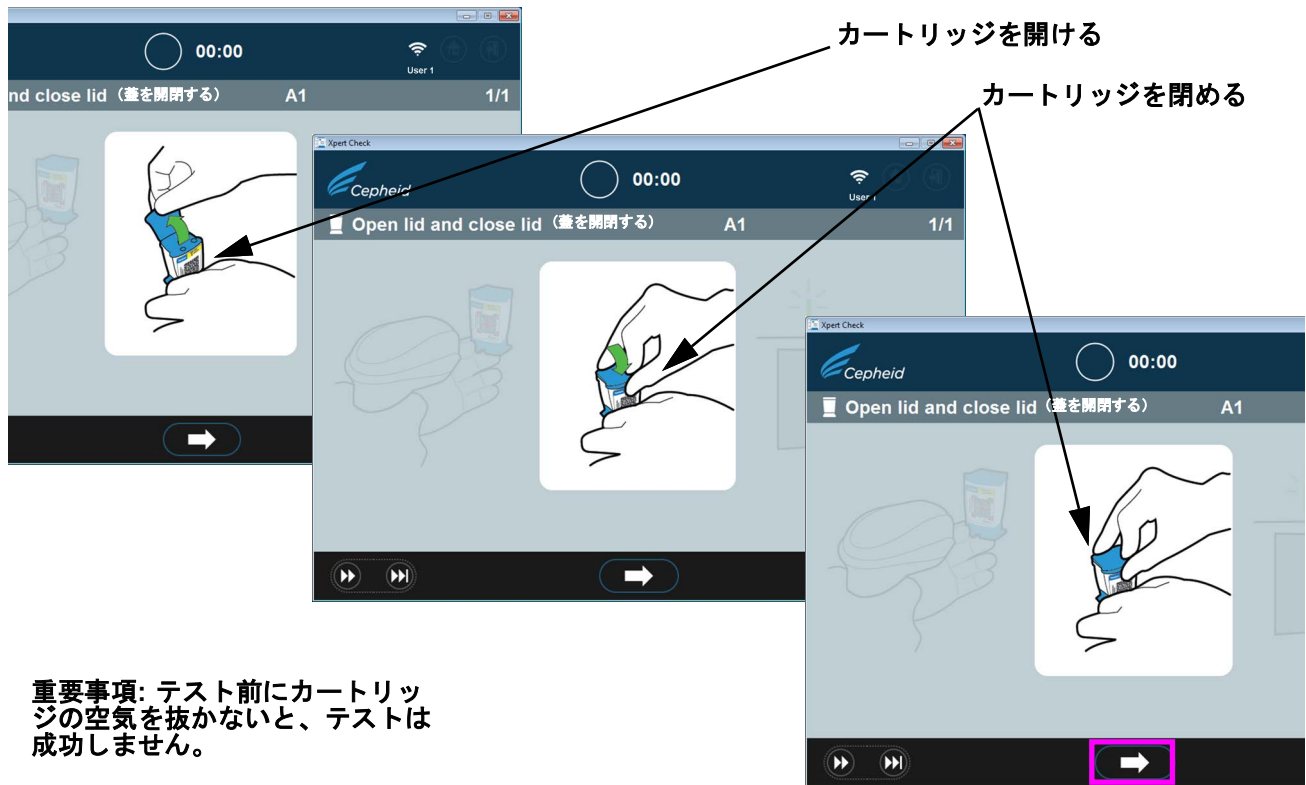 カートリッジを開ける
カートリッジを閉める
00:00
User 1
nd close lid（蓋を開閉する） A1 1/1
Xpert Check
Cepheid
00:00
User 1
Open lid and close lid（蓋を開閉する） A1 1/1
Xpert Check
Cepheid
00:00
Open lid and close lid（蓋を開閉する） A1
重要事項: テスト前にカートリッ
ジの空気を抜かないと、テストは
成功しません。